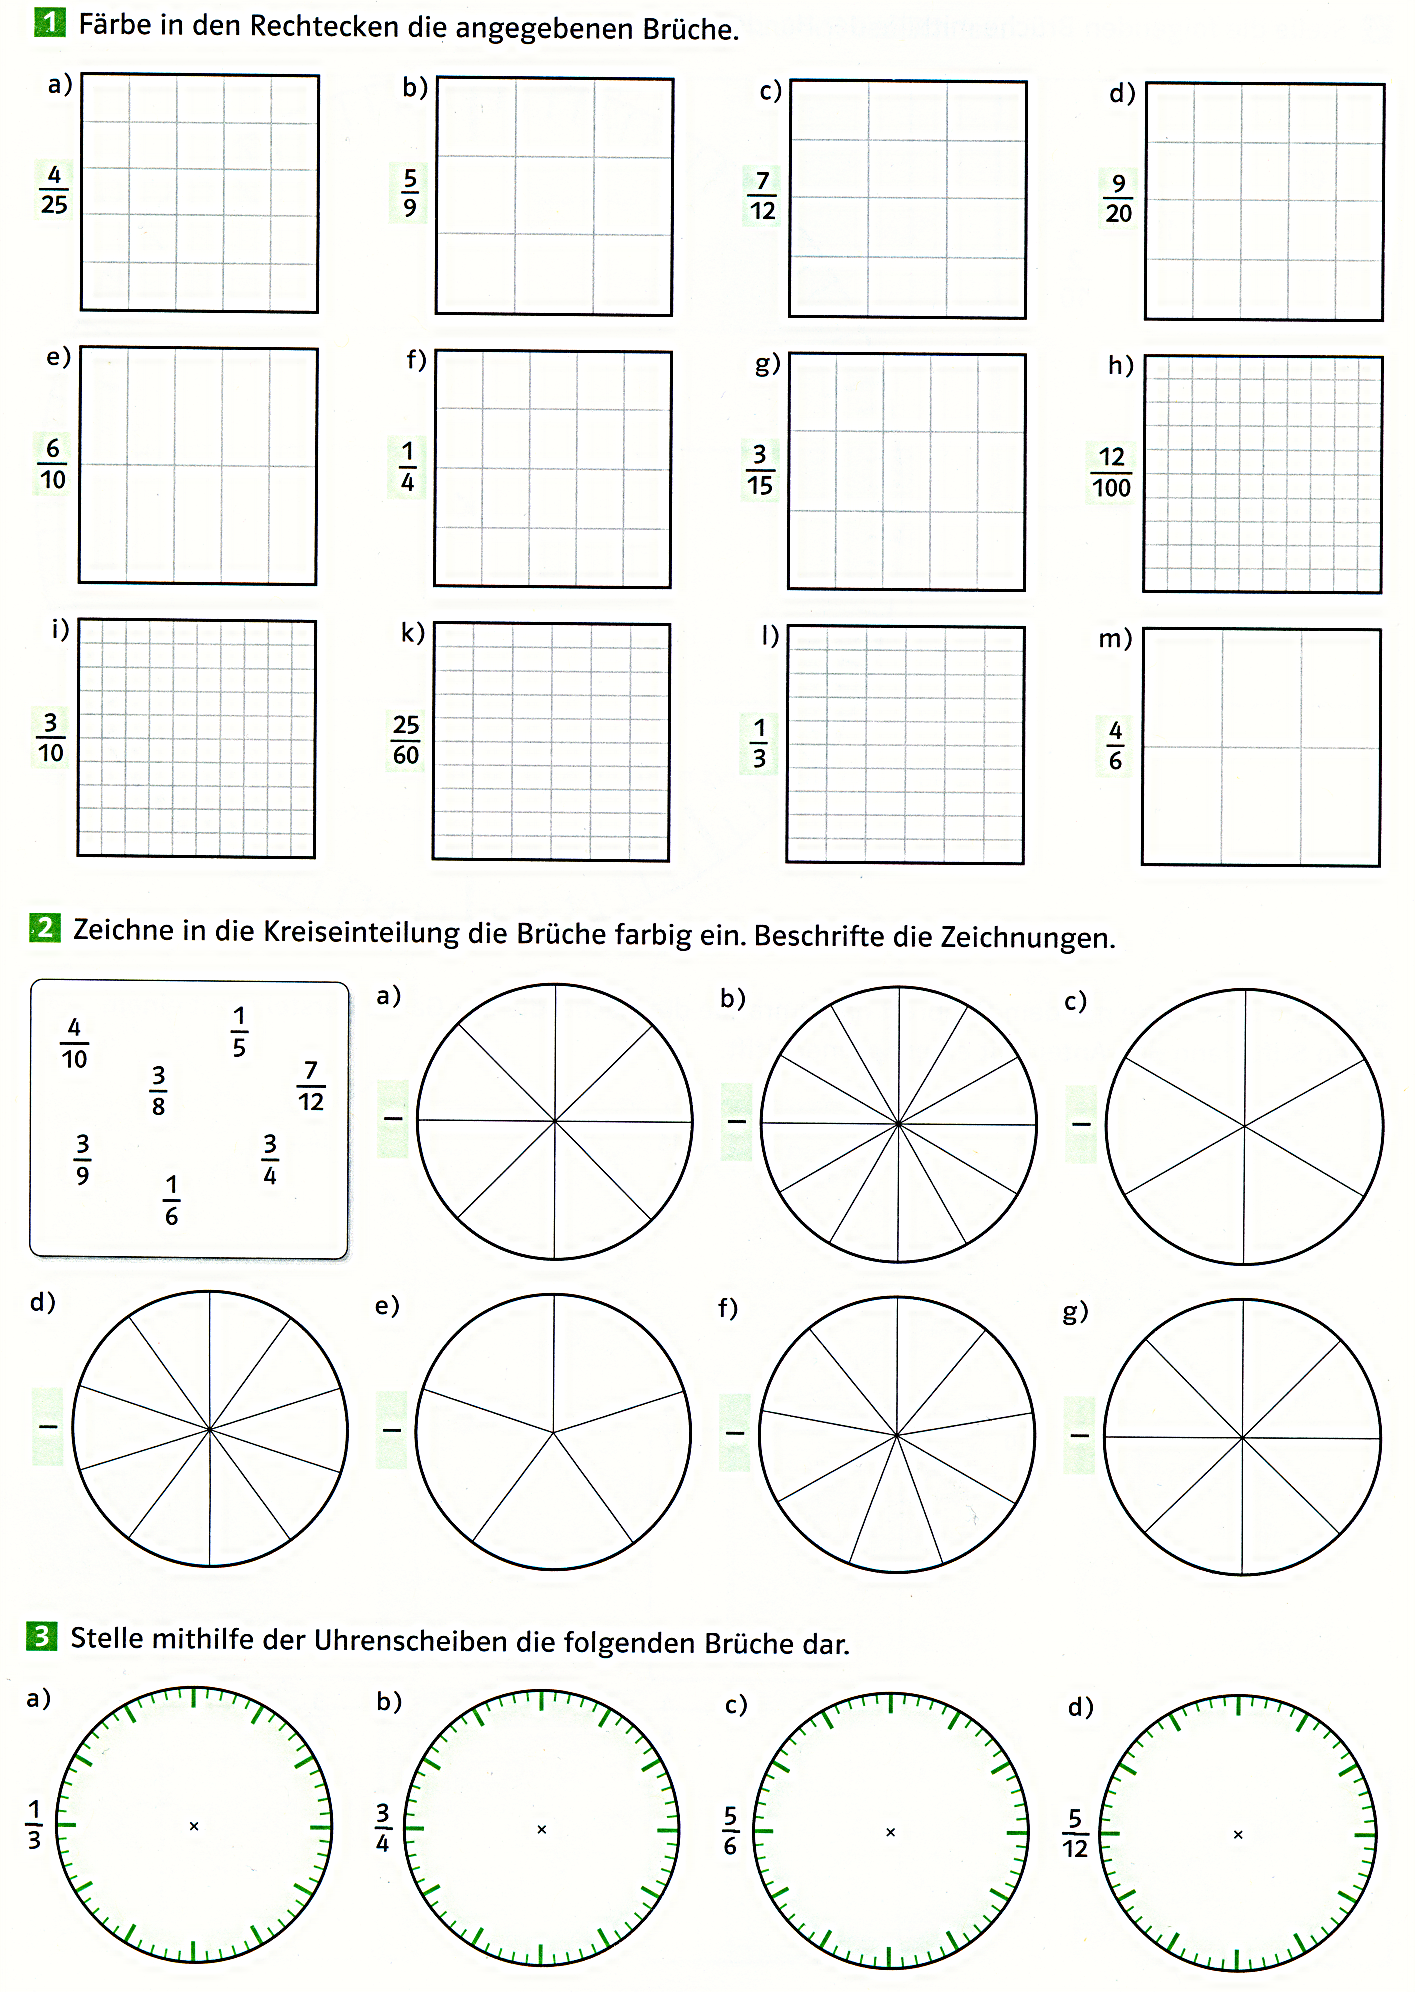 1 Färbe in den Rechtecken die angegebenen Brüche.
a) b) c) d)
4/25 5/9 7/12 9/20
e) f) g) h)
6/10 1/4 3/15 12/100
i) k) l) m)
3/10 25/60 1/3 4/6
2 Zeichne in die Kreiseinteilung die Brüche farbig ein. Beschrifte die Zeichnungen.
4/10 1/5
3/8 7/12
3/9 3/4
1/6
a) b) c)
d) e) f) g)
3 Stelle mithilfe der Uhrenscheiben die folgenden Brüche dar.
a) b) c) d)
1/3 3/4 5/6 5/12